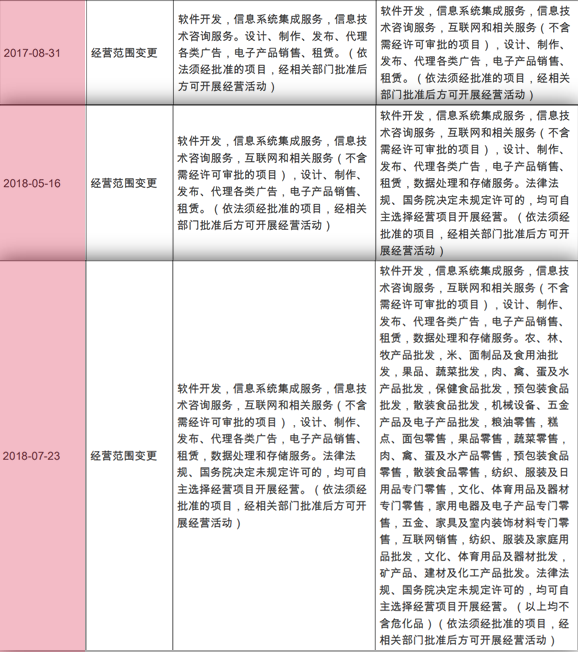 2017-08-31
经营范围变更
软件开发，信息系统集成服务，信息技
术咨询服务。设计、制作、发布、代理
各类广告，电子产品销售、租赁。（依
法须经批准的项目，经相关部门批准后
方可开展经营活动）
软件开发，信息系统集成服务，信息技
术咨询服务，互联网和相关服务（不含
需经许可审批的项目），设计、制作、
发布、代理各类广告，电子产品销售、
租赁。（依法须经批准的项目，经相关
部门批准后方可开展经营活动）
2018-05-16
经营范围变更
软件开发，信息系统集成服务，信息技
术咨询服务，互联网和相关服务（不含
需经许可审批的项目），设计、制作、
发布、代理各类广告，电子产品销售、
租赁。（依法须经批准的项目，经相关
部门批准后方可开展经营活动）
软件开发，信息系统集成服务，信息技
术咨询服务，互联网和相关服务（不含
需经许可审批的项目），设计、制作、
发布、代理各类广告，电子产品销售、
租赁，数据处理和存储服务。法律法
规、国务院决定未规定许可的，均可自
主选择经营项目开展经营。（依法须经
批准的项目，经相关部门批准后方可开
展经营活动）
2018-07-23
经营范围变更
软件开发，信息系统集成服务，信息技
术咨询服务，互联网和相关服务（不含
需经许可审批的项目），设计、制作、
发布、代理各类广告，电子产品销售、
租赁，数据处理和存储服务。法律法
规、国务院决定未规定许可的，均可自
主选择经营项目开展经营。（依法须经
批准的项目，经相关部门批准后方可开
展经营活动）
软件开发，信息系统集成服务，信息技
术咨询服务，互联网和相关服务（不含
需经许可审批的项目），设计、制作、
发布、代理各类广告，电子产品销售、
租赁，数据处理和存储服务。农、林、
牧产品批发，米、面制品及食用油批
发，果品、蔬菜批发，肉、禽、蛋及水
产品批发，保健食品批发，预包装食品
批发，散装食品批发，机械设备、五金
产品及电子产品批发，粮油零售，糕
点、面包零售，果品零售，蔬菜零售，
肉、禽、蛋及水产品零售，预包装食品
零售，散装食品零售，纺织、服装及日
用品专门零售，文化、体育用品及器材
专门零售，家用电器及电子产品专门零
售，五金、家具及室内装饰材料专门零
售，互联网销售，纺织、服装及家庭用
品批发，文化、体育用品及器材批发，
矿产品、建材及化工产品批发。法律法
规、国务院决定未规定许可的，均可自
主选择经营项目开展经营。（以上均不
含危化品）（依法须经批准的项目，经
相关部门批准后方可开展经营活动）